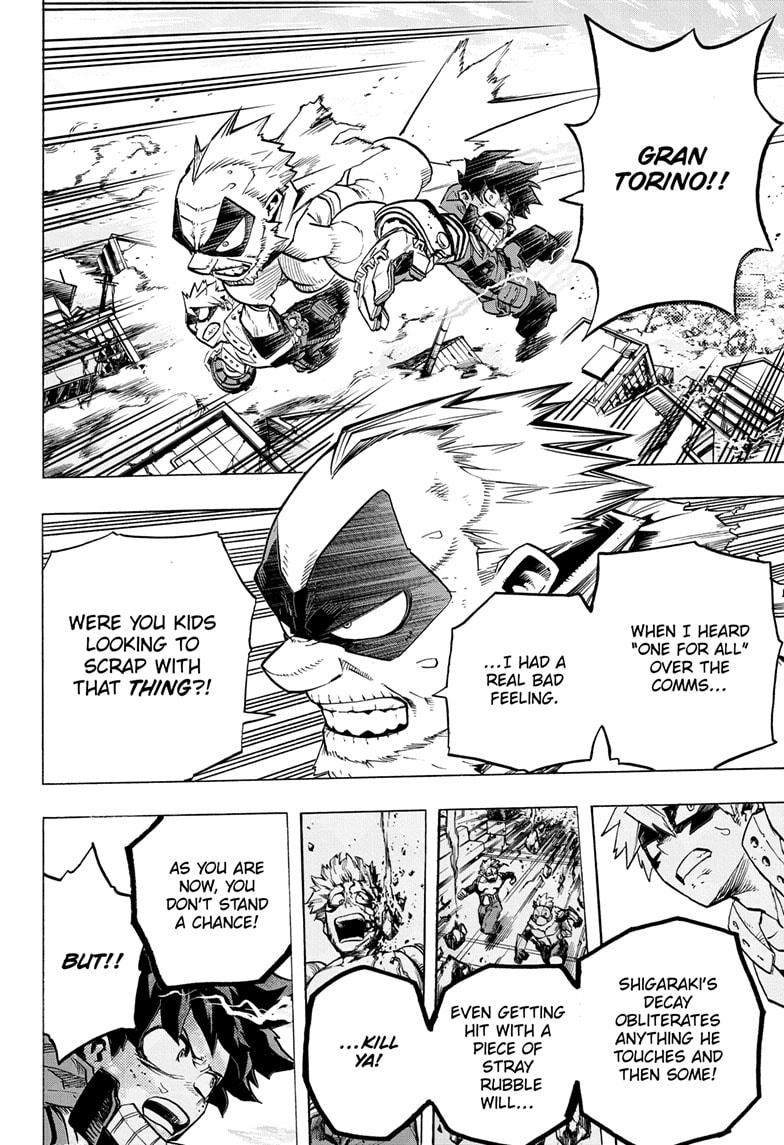 GRAN
TORINO!!
WHEN I HEARD
"ONE FOR ALL"
OVER THE
COMMS...
...I HAD A
REAL BAD
FEELING.
WERE YOU KIDS
LOOKING TO
SCRAP WITH
THAT THING?!
SHIGARAKI'S
DECAY
OBLITERATES
ANYTHING HE
TOUCHES AND
THEN SOME!
EVEN GETTING
HIT WITH A
PIECE OF
STRAY
RUBBLE
WILL...
...KILL
YA!
AS YOU ARE
NOW, YOU
DON'T STAND
A CHANCE!
BUT!!